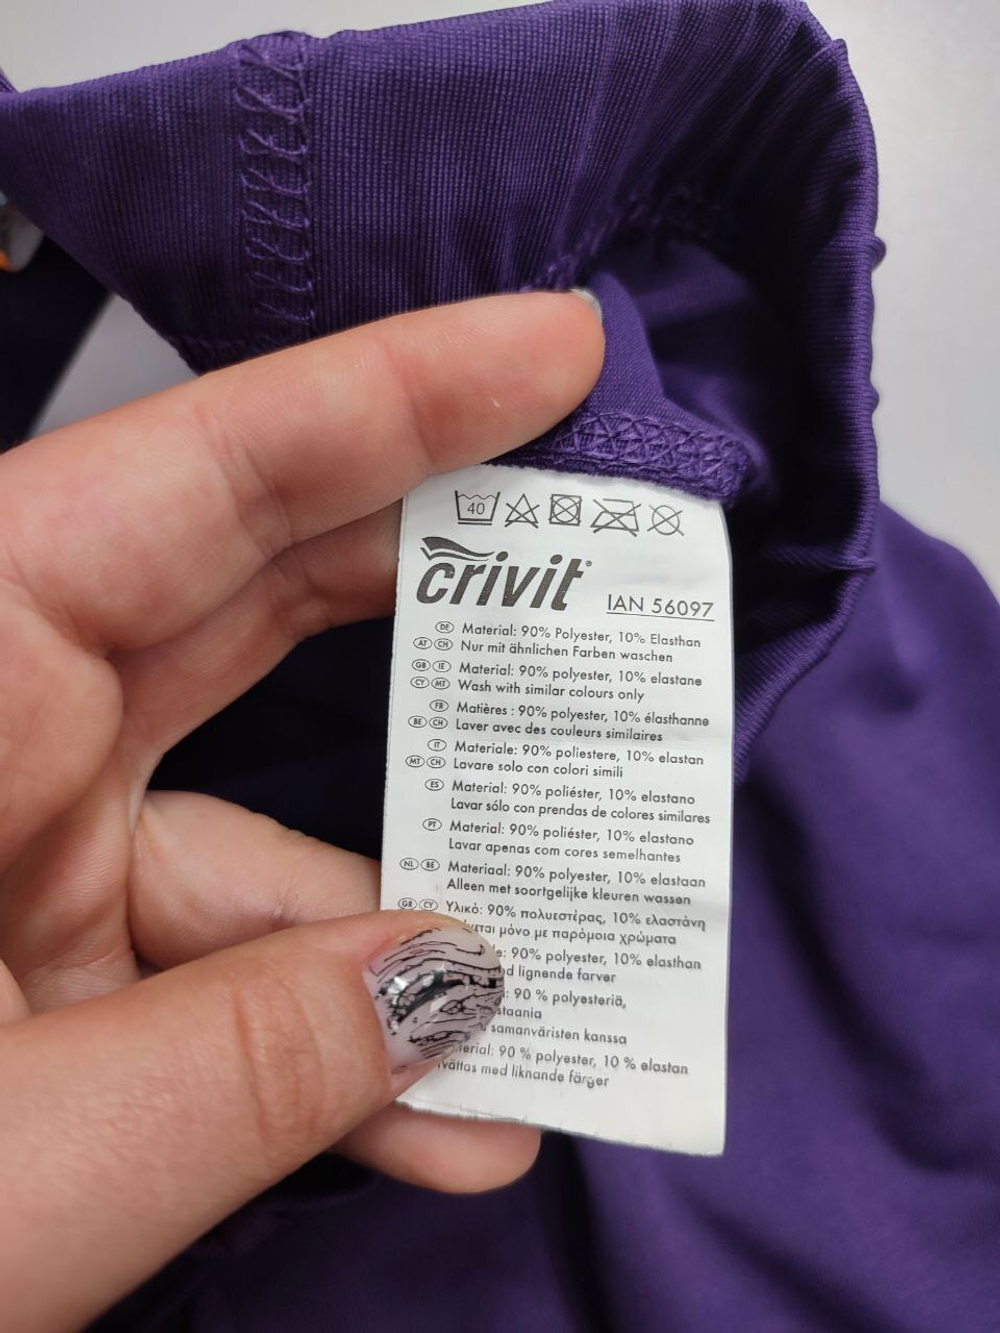 40
crivit®
IAN 56097
DE Material: 90% Polyester, 10% Elasthan
AT CH Nur mit ähnlichen Farben waschen
GB IE Material: 90% polyester, 10% elastane
CY MT Wash with similar colours only
FR Matières : 90% polyester, 10% élasthanne
BE CH Laver avec des couleurs similaires
IT Materiale: 90% poliestere, 10% elastan
MT CH Lavare solo con colori simili
ES Material: 90% poliéster, 10% elastano
Lavar sólo con prendas de colores similares
PT Material: 90% poliéster, 10% elastano
Lavar apenas com cores semelhantes
NL BE Materiaal: 90% polyester, 10% elastaan
Alleen met soortgelijke kleuren wassen
GR CY Υλικό: 90% πολυεστέρας, 10% ελαστάνη
μόνο με παρόμοια χρώματα
90% polyester, 10% elasthan
lignende farver
90 % polyesteriä,
samanväristen kanssa
90 % polyester, 10 % elastan
med liknande färger